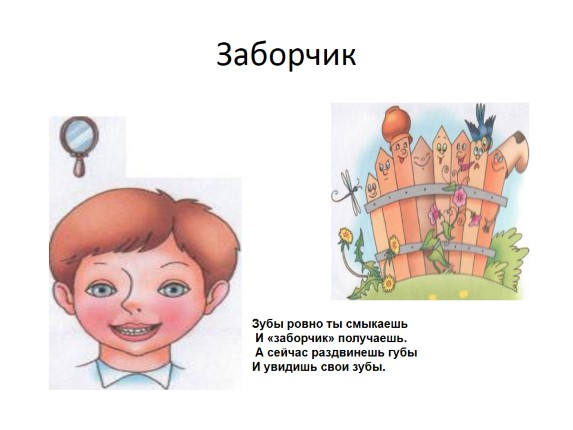 Заборчик
Зубы ровно ты смыкаешь
И «заборчик» получаешь.
А сейчас раздвинешь губы
И увидишь свои зубы.